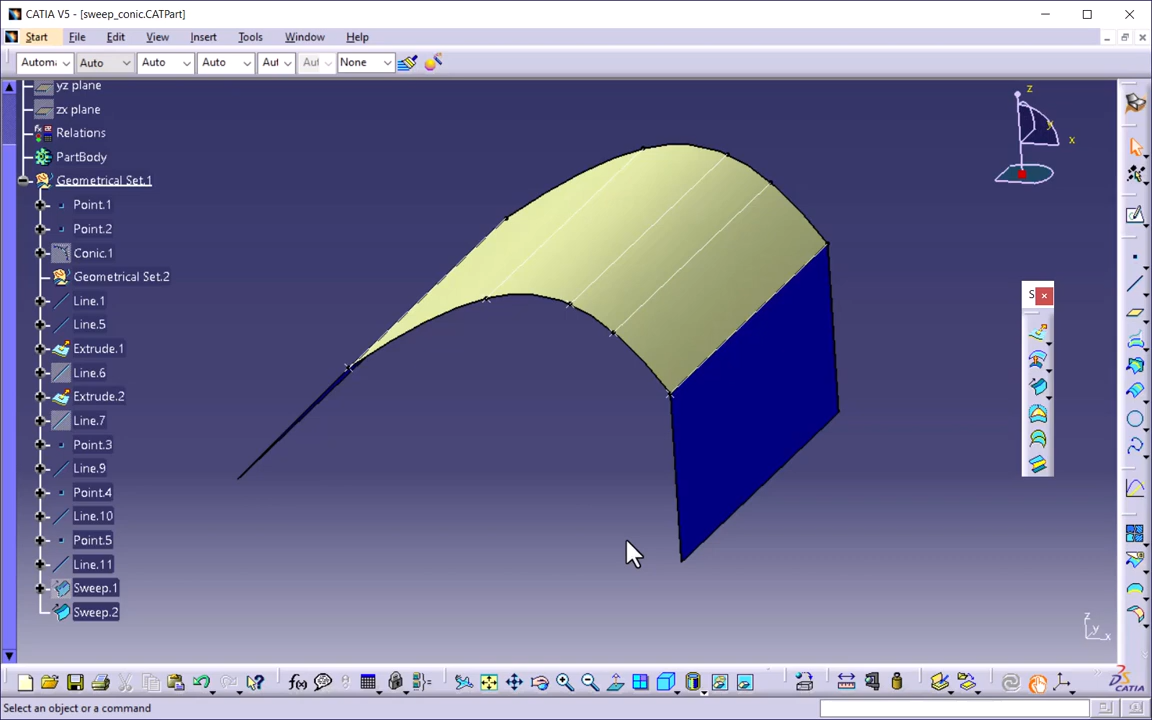 CATIA V5 - [sweep_conic.CATPart]
Start File Edit View Insert Tools Window Help
Automa Auto Auto Auto Aut Aut None
yz plane
zx plane
Relations
PartBody
Geometrical Set.1
Point.1
Point.2
Conic.1
Geometrical Set.2
Line.1
Line.5
Extrude.1
Line.6
Extrude.2
Line.7
Point.3
Line.9
Point.4
Line.10
Point.5
Line.11
Sweep.1
Sweep.2
z
y
x
S
z
y
x
f(x)
DS
CATIA
Select an object or a command